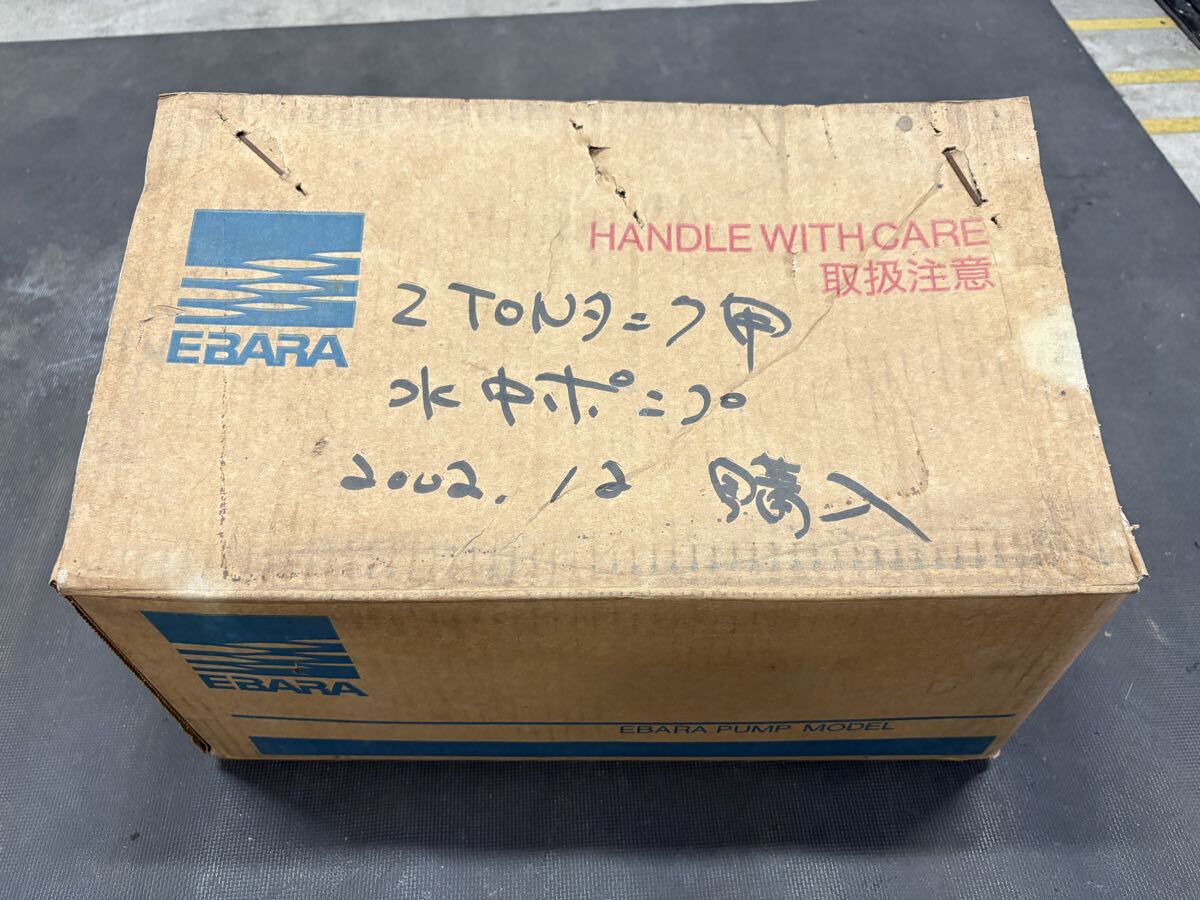 HANDLE WITH CARE
取扱注意
EBARA
2TONタンク用
水中ポンプ
2002.12 購入
EBARA
EBARA PUMP MODEL